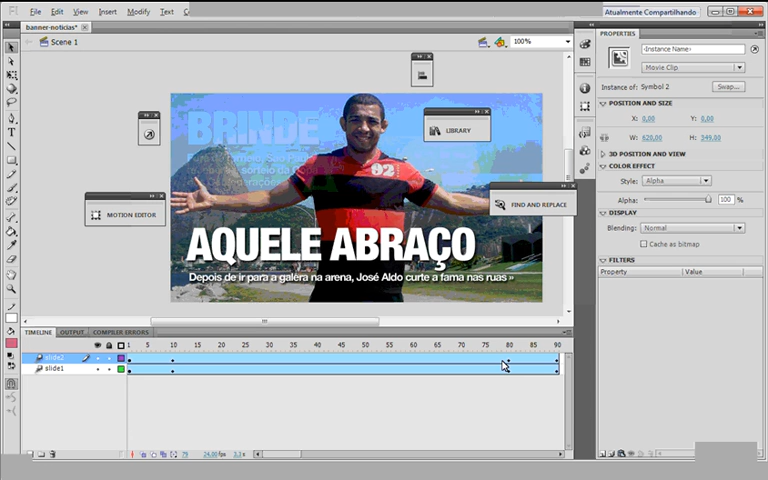 File Edit View Insert Modify Text
Atualmente Compartilhando
banner-noticias*
Scene 1
100%
PROPERTIES
<Instance Name>
Movie Clip
Instance of: Symbol 2 Swap...
POSITION AND SIZE
X: 0,00 Y: 0,00
W: 620,00 H: 349,00
3D POSITION AND VIEW
COLOR EFFECT
Style: Alpha
Alpha: 100 %
DISPLAY
Blending: Normal
Cache as bitmap
FILTERS
Property Value
BRINDE
LIBRARY
92
MOTION EDITOR
FIND AND REPLACE
AQUELE ABRAÇO
Depois de ir para a galera na arena, José Aldo curte a fama nas ruas »
TIMELINE OUTPUT COMPILER ERRORS
1 5 10 15 20 25 30 35 40 45 50 55 60 65 70 75 80 85 90
slide2
slide1
79 24.00 fps 3.3 s